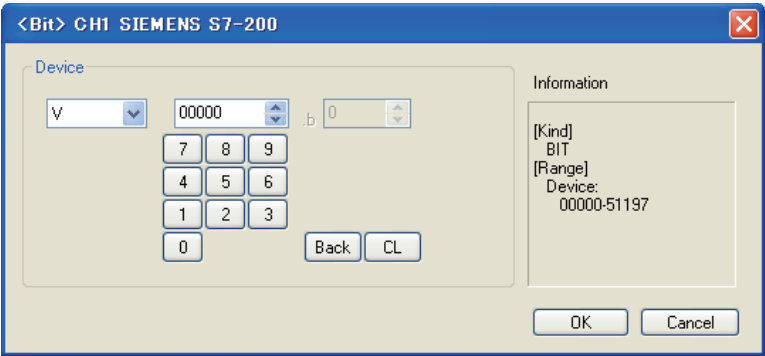 <Bit> CH1 SIEMENS S7-200
Device
V 00000 .b 0
7 8 9
4 5 6
1 2 3
0 Back CL
Information
[Kind]
BIT
[Range]
Device:
00000-51197
OK Cancel